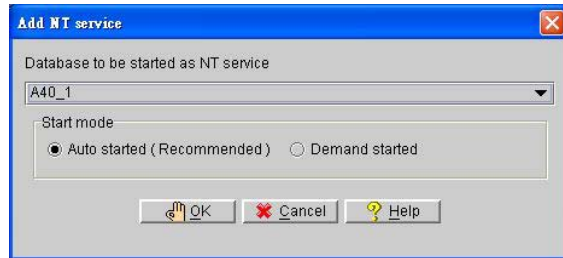 Add NT service
Database to be started as NT service
A40_1
Start mode
Auto started ( Recommended )
Demand started
OK
Cancel
Help